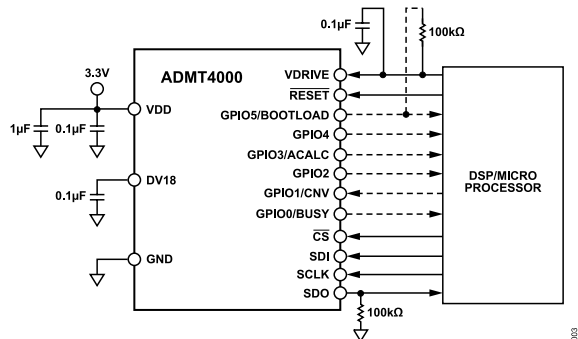 0.1µF
100kΩ
3.3V
ADMT4000
VDRIVE
RESET
VDD
GPIO5/BOOTLOAD
1µF
0.1µF
GPIO4
GPIO3/ACALC
DSP/MICRO
PROCESSOR
GPIO2
DV18
GPIO1/CNV
0.1µF
GPIO0/BUSY
CS
GND
SDI
SCLK
SDO
100kΩ
003